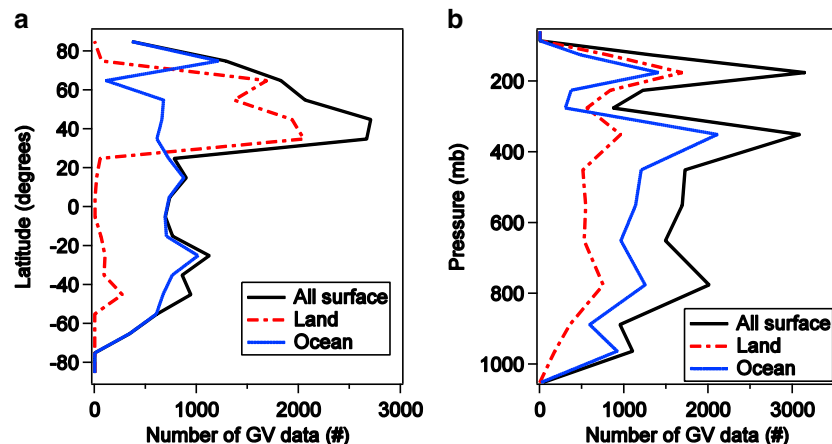 a
Latitude (degrees)
80
60
40
20
0
-20
-40
-60
-80
All surface
Land
Ocean
0
1000
2000
3000
Number of GV data (#)
b
Pressure (mb)
200
400
600
800
1000
All surface
Land
Ocean
0
1000
2000
3000
Number of GV data (#)